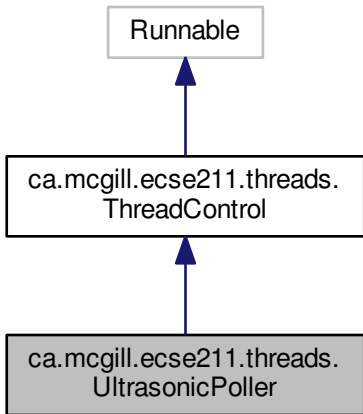 Runnable
ca.mcgill.ecse211.threads.
ThreadControl
ca.mcgill.ecse211.threads.
UltrasonicPoller